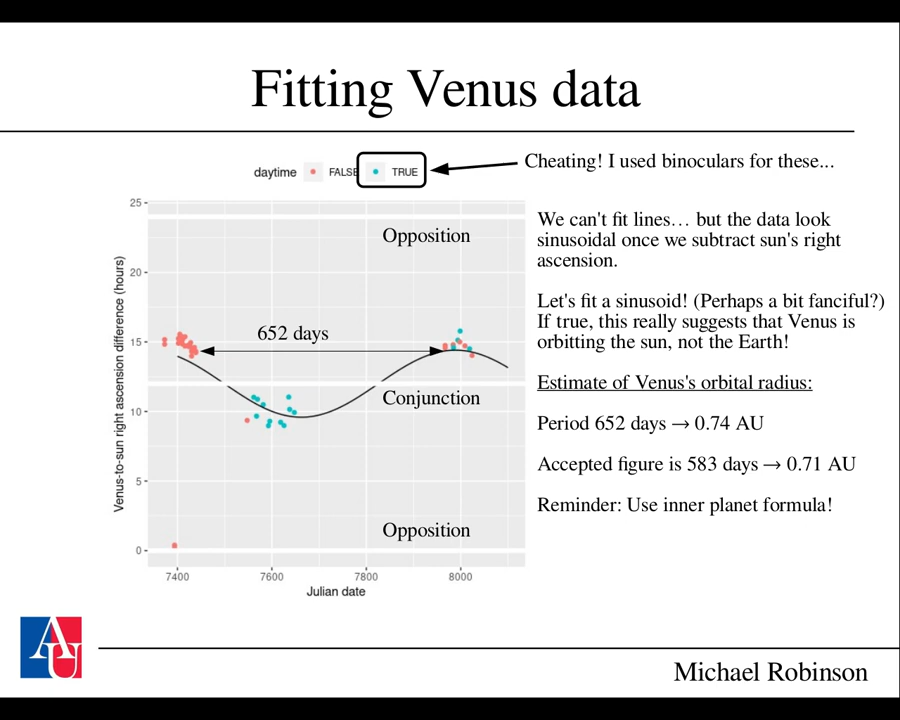 Fitting Venus data
daytime FALSE TRUE
Cheating! I used binoculars for these...
Venus-to-sun right ascension difference (hours)
25
20
15
10
5
0
Opposition
652 days
Conjunction
Opposition
7400 7600 7800 8000
Julian date
We can't fit lines… but the data look
sinusoidal once we subtract sun's right
ascension.
Let's fit a sinusoid! (Perhaps a bit fanciful?)
If true, this really suggests that Venus is
orbiting the sun, not the Earth!
Estimate of Venus's orbital radius:
Period 652 days → 0.74 AU
Accepted figure is 583 days → 0.71 AU
Reminder: Use inner planet formula!
AU
Michael Robinson